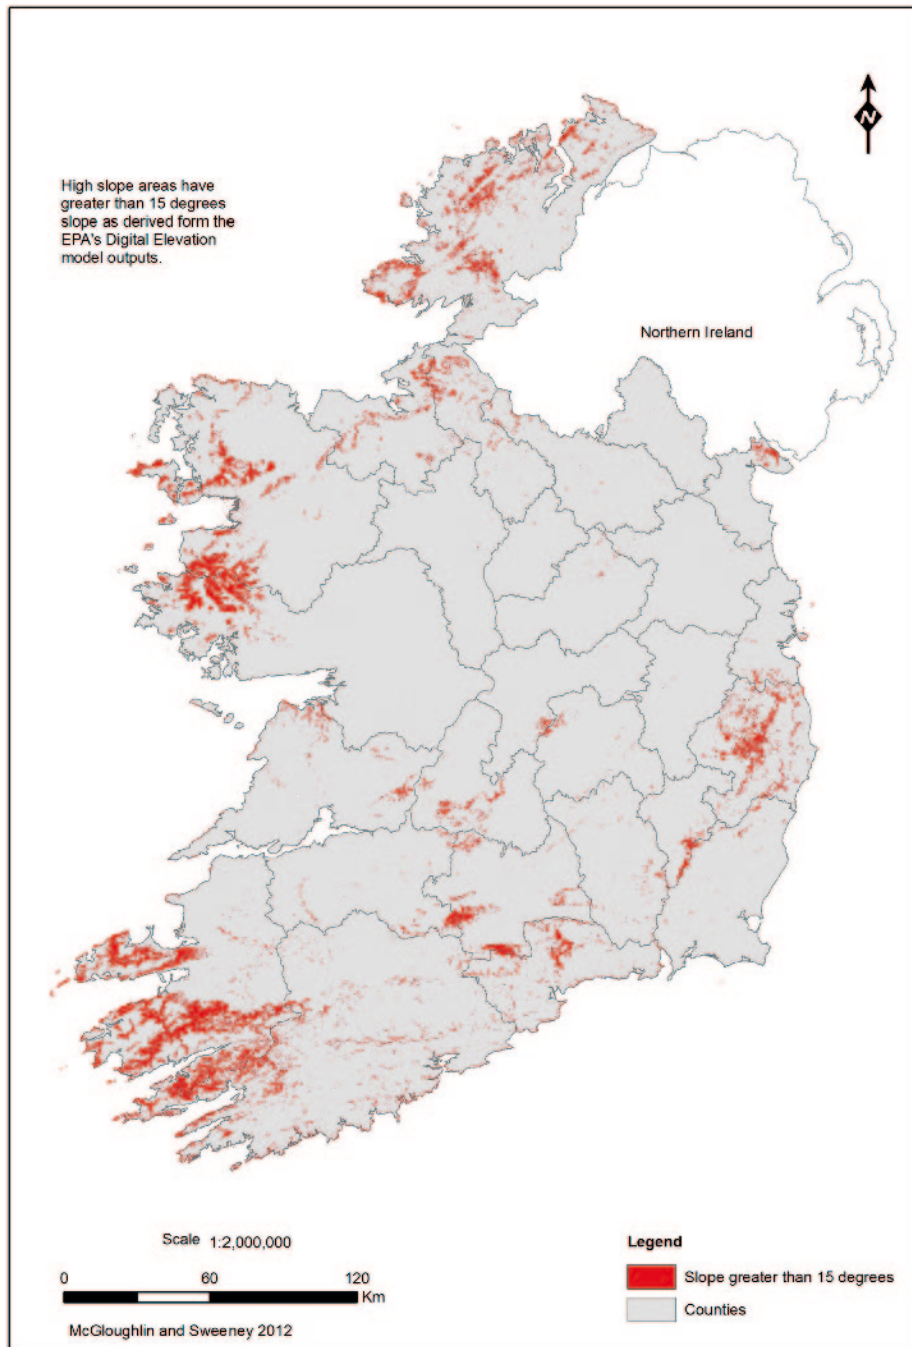 N
High slope areas have
greater than 15 degrees
slope as derived form the
EPA's Digital Elevation
model outputs.
Northern Ireland
Scale 1:2,000,000
0 60 120
Km
McGloughlin and Sweeney 2012
Legend
Slope greater than 15 degrees
Counties